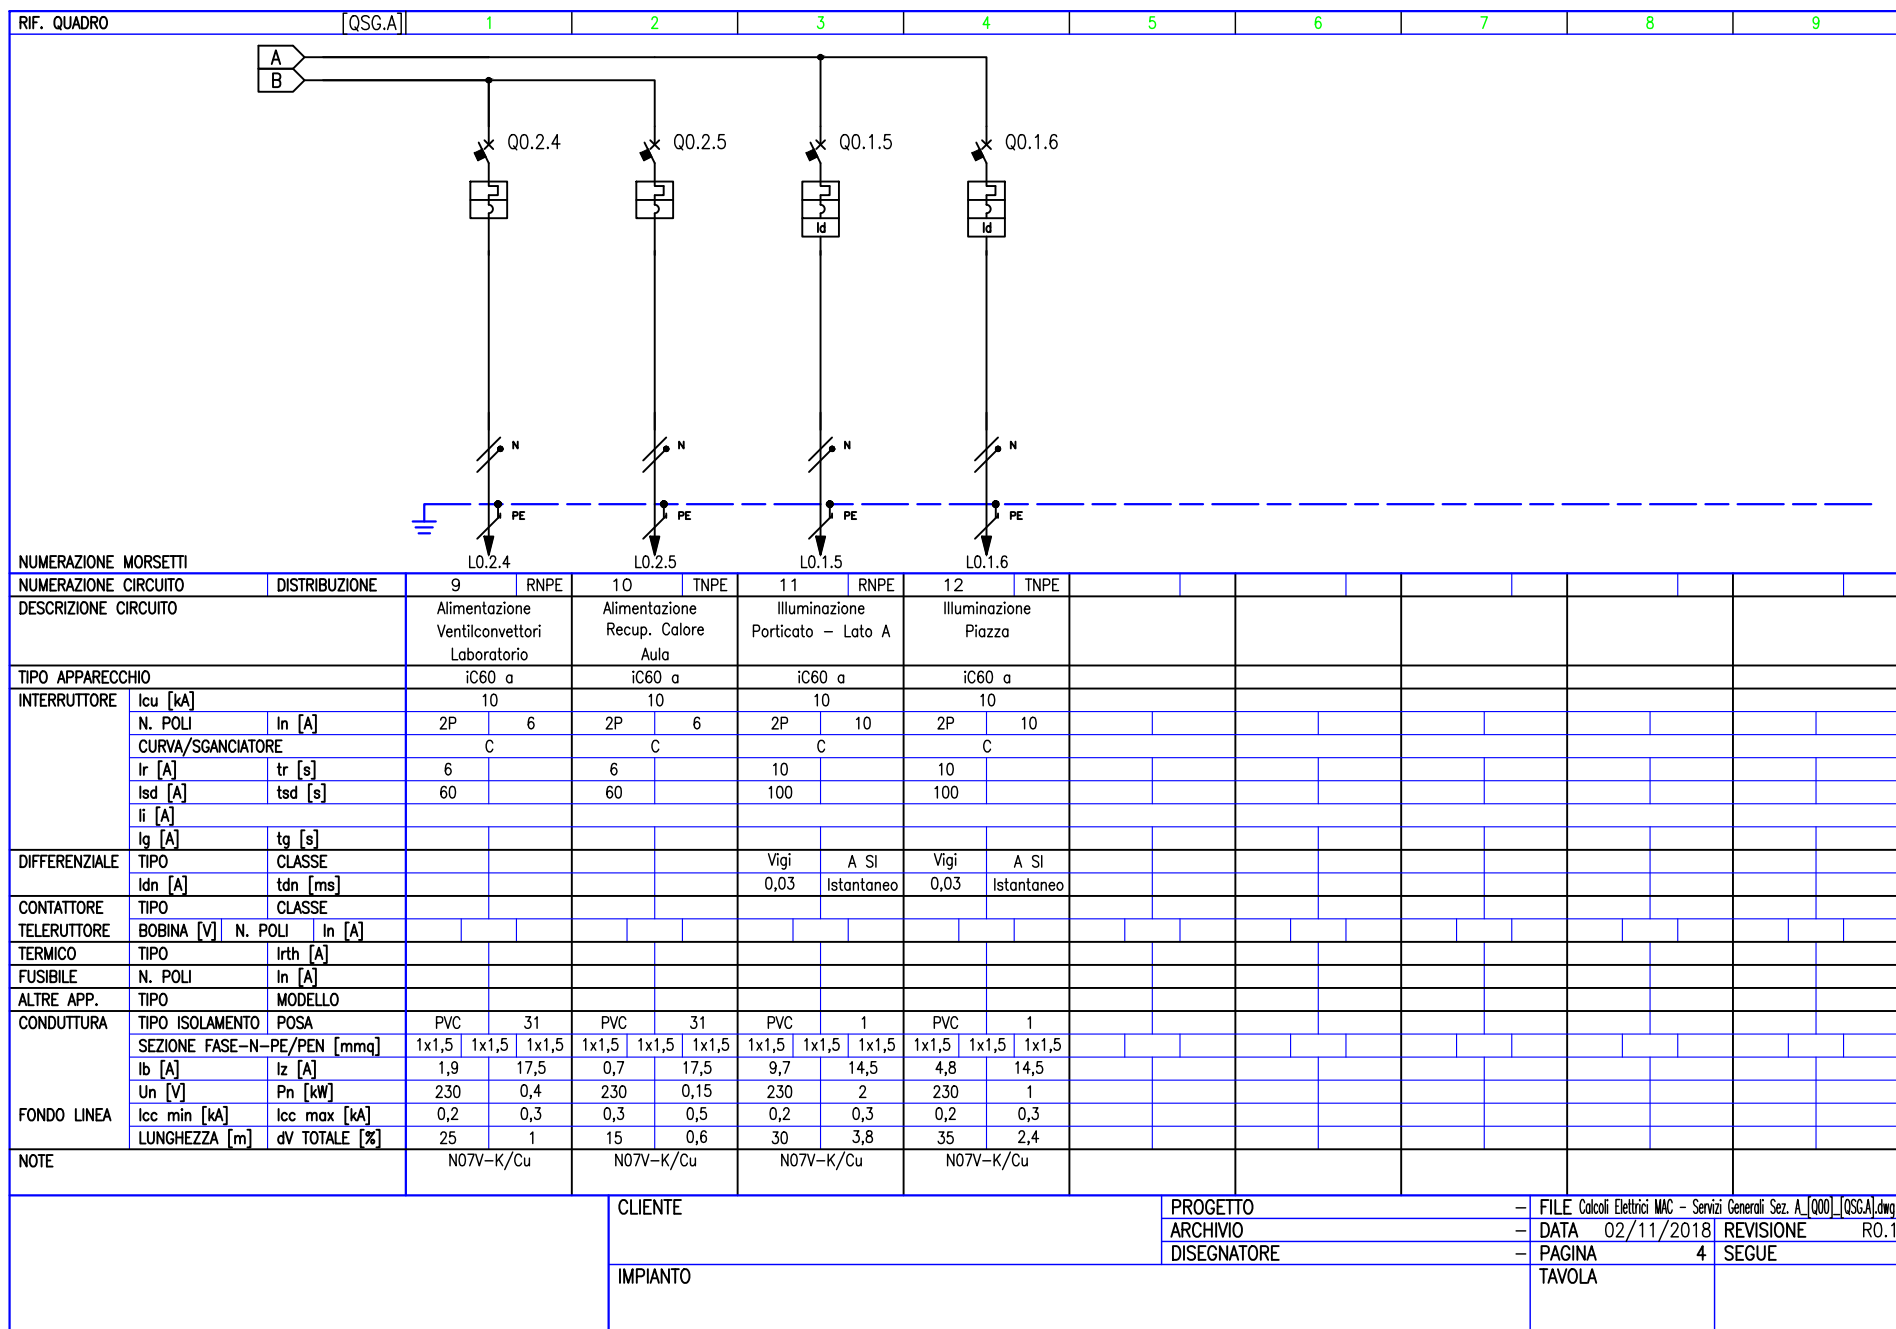 RIF. QUADRO [QSG.A] 1 2 3 4 5 6 7 8 9
A
B
Q0.2.4 Q0.2.5 Q0.1.5 Q0.1.6
Id Id
N N N N
PE PE PE PE
NUMERAZIONE MORSETTI L0.2.4 L0.2.5 L0.1.5 L0.1.6
NUMERAZIONE CIRCUITO DISTRIBUZIONE 9 RNPE 10 TNPE 11 RNPE 12 TNPE
DESCRIZIONE CIRCUITO Alimentazione Alimentazione Illuminazione Illuminazione
Ventilconvettori Recup. Calore Porticato - Lato A Piazza
Laboratorio Aula
TIPO APPARECCHIO iC60 a iC60 a iC60 a iC60 a
INTERRUTTORE Icu [kA] 10 10 10 10
N. POLI In [A] 2P 6 2P 6 2P 10 2P 10
CURVA/SGANCIATORE C C C C
Ir [A] tr [s] 6 6 10 10
Isd [A] tsd [s] 60 60 100 100
Ii [A]
Ig [A] tg [s]
DIFFERENZIALE TIPO CLASSE Vigi A SI Vigi A SI
Idn [A] tdn [ms] 0,03 Istantaneo 0,03 Istantaneo
CONTATTORE TIPO CLASSE
TELERUTTORE BOBINA [V] N. POLI In [A]
TERMICO TIPO Irth [A]
FUSIBILE N. POLI In [A]
ALTRE APP. TIPO MODELLO
CONDUTTURA TIPO ISOLAMENTO POSA PVC 31 PVC 31 PVC 1 PVC 1
SEZIONE FASE-N-PE/PEN [mmq] 1x1,5 1x1,5 1x1,5 1x1,5 1x1,5 1x1,5 1x1,5 1x1,5 1x1,5 1x1,5 1x1,5 1x1,5
Ib [A] Iz [A] 1,9 17,5 0,7 17,5 9,7 14,5 4,8 14,5
Un [V] Pn [kW] 230 0,4 230 0,15 230 2 230 1
FONDO LINEA Icc min [kA] Icc max [kA] 0,2 0,3 0,3 0,5 0,2 0,3 0,2 0,3
LUNGHEZZA [m] dV TOTALE [%] 25 1 15 0,6 30 3,8 35 2,4
NOTE N07V-K/Cu N07V-K/Cu N07V-K/Cu N07V-K/Cu
CLIENTE PROGETTO - FILE Calcoli Elettrici MAC - Servizi Generali Sez. A_[Q00]_[QSG.A].dwg
ARCHIVIO - DATA 02/11/2018 REVISIONE R0.1
DISEGNATORE - PAGINA 4 SEGUE
IMPIANTO TAVOLA